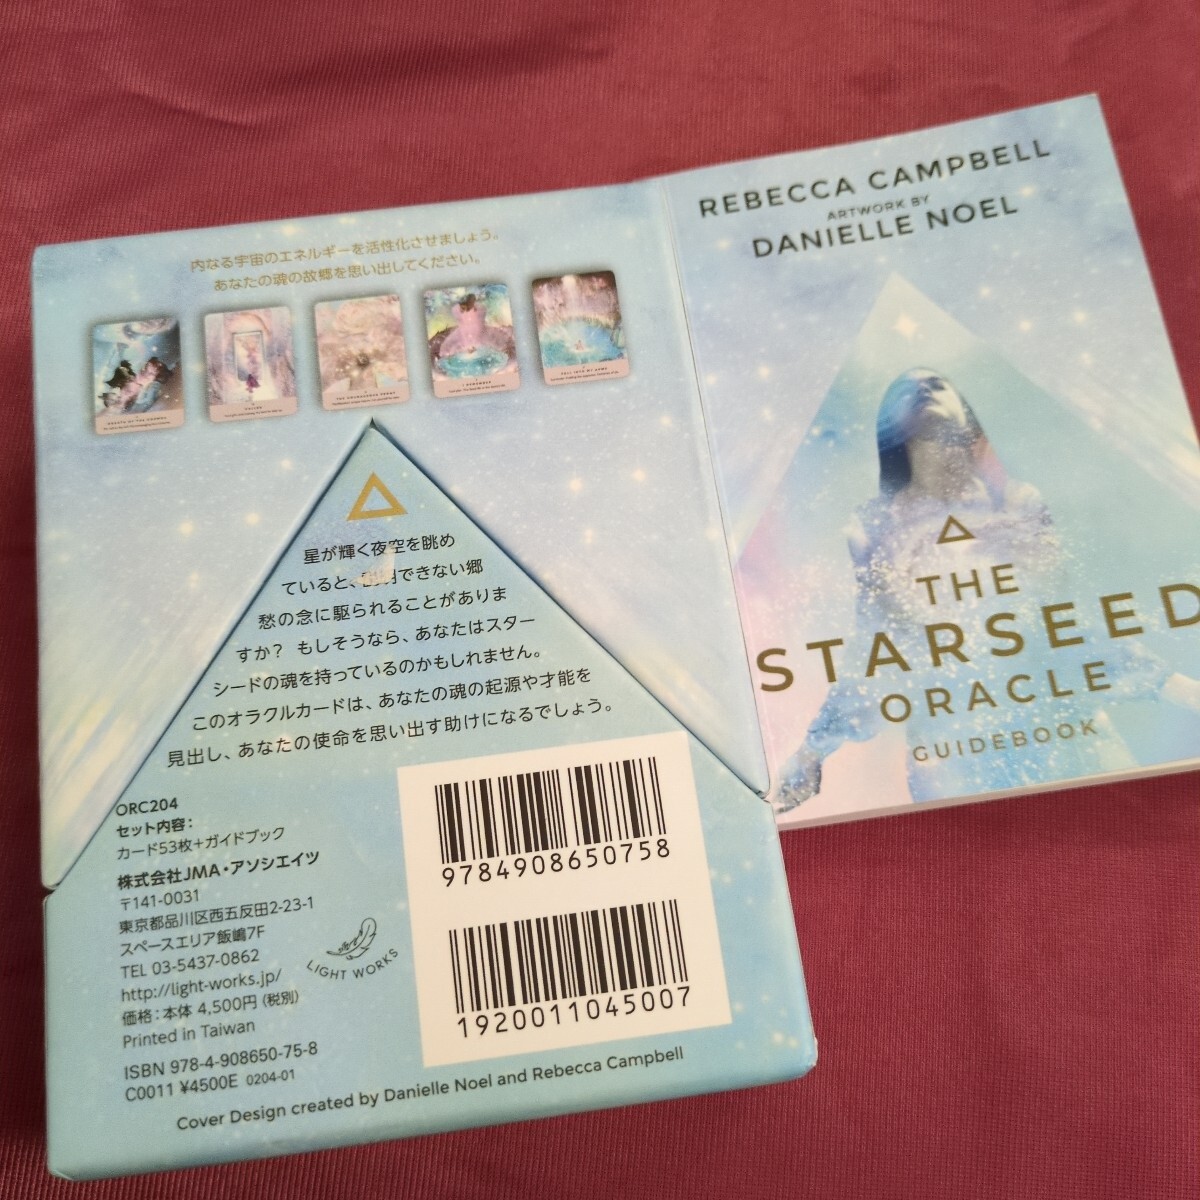 内なる宇宙のエネルギーを活性化させましょう。
あなたの魂の故郷を思い出してください。
BREATH OF THE COSMOS
CALLED
THE COURAGEOUS HEART
I REMEMBER
FALL INTO MY ARMS
星が輝く夜空を眺め
ていると、説明できない郷
愁の念に駆られることがありま
すか? もしそうなら、あなたはスター
シードの魂を持っているのかもしれません。
このオラクルカードは、あなたの魂の起源や才能を
見出し、あなたの使命を思い出す助けになるでしょう。
ORC204
セット内容:
カード53枚+ガイドブック
株式会社JMA・アソシエイツ
〒141-0031
東京都品川区西五反田2-23-1
スペースエリア飯嶋7F
TEL 03-5437-0862
http://light-works.jp/
価格:本体 4,500円(税別)
Printed in Taiwan
ISBN 978-4-908650-75-8
C0011 ¥4500E 0204-01
LIGHT WORKS
9784908650758
1920011045007
Cover Design created by Danielle Noel and Rebecca Campbell
REBECCA CAMPBELL
ARTWORK BY
DANIELLE NOEL
THE
STARSEED
ORACLE
GUIDEBOOK